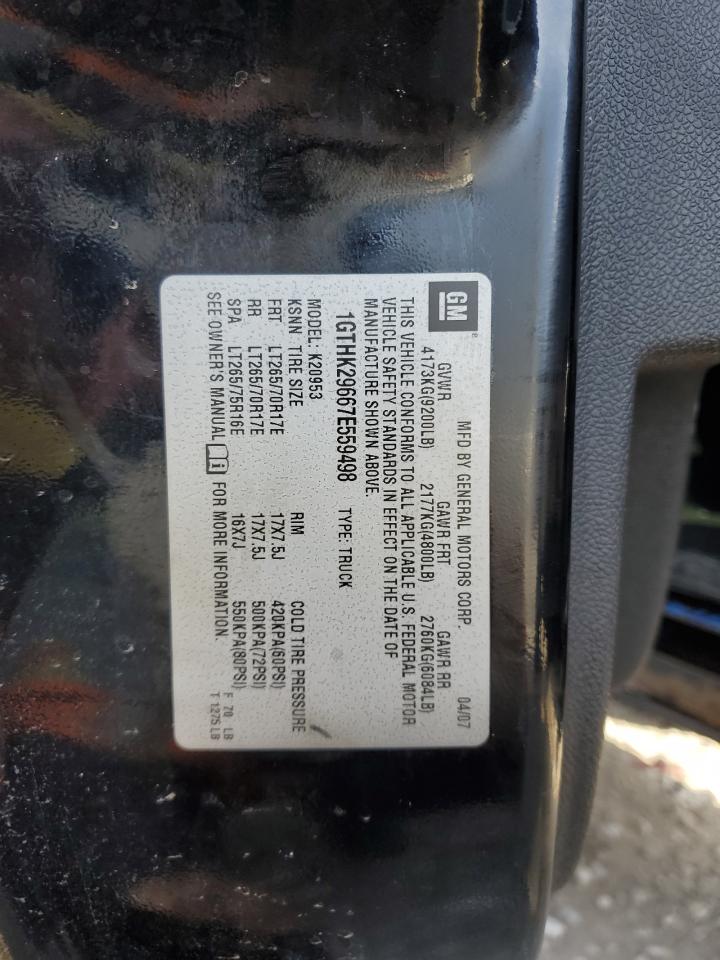 GM
®
MFD BY GENERAL MOTORS CORP. 04/07
GVWR GAWR FRT GAWR RR
4173KG(9200LB) 2177KG(4800LB) 2760KG(6084LB)
THIS VEHICLE CONFORMS TO ALL APPLICABLE U.S. FEDERAL MOTOR
VEHICLE SAFETY STANDARDS IN EFFECT ON THE DATE OF
MANUFACTURE SHOWN ABOVE.
1GTHK29667E559498 TYPE: TRUCK
MODEL: K20953
KSNN TIRE SIZE RIM COLD TIRE PRESSURE
FRT LT265/70R17E 17X7.5J 420KPA(60PSI)
RR LT265/70R17E 17X7.5J 500KPA(72PSI)
SPA LT265/75R16E 16X7J 550KPA(80PSI)
SEE OWNER'S MANUAL i FOR MORE INFORMATION.
F 70 LB
T 1275 LB